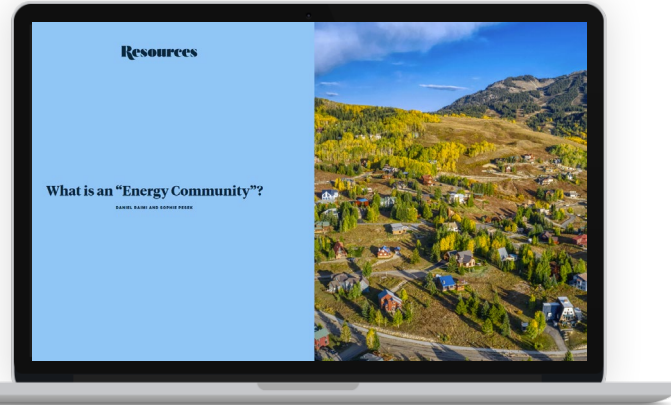 Resources
What is an “Energy Community”?
DANIEL RAIMI AND SOPHIE PESEK